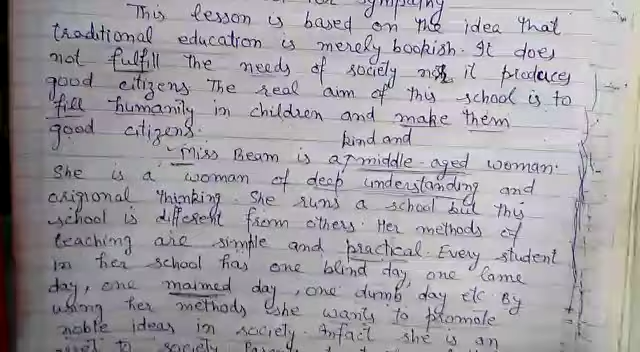 sympathy
This lesson is based on the idea that
traditional education is merely bookish. It does
not fulfill the needs of society nor it produces
good citizens The real aim of this school is to
fill humanity in children and make them
good citizens.
kind and
Miss Beam is a middle-aged woman.
She is a woman of deep understanding and
origional thinking. She runs a school but this
school is different from others. Her methods of
teaching are simple and practical. Every student
in her school has one blind day, one lame
day, one maimed day, one dumb day etc. By
using her methods she wants to promote
noble ideas in society. Infact she is an
to society